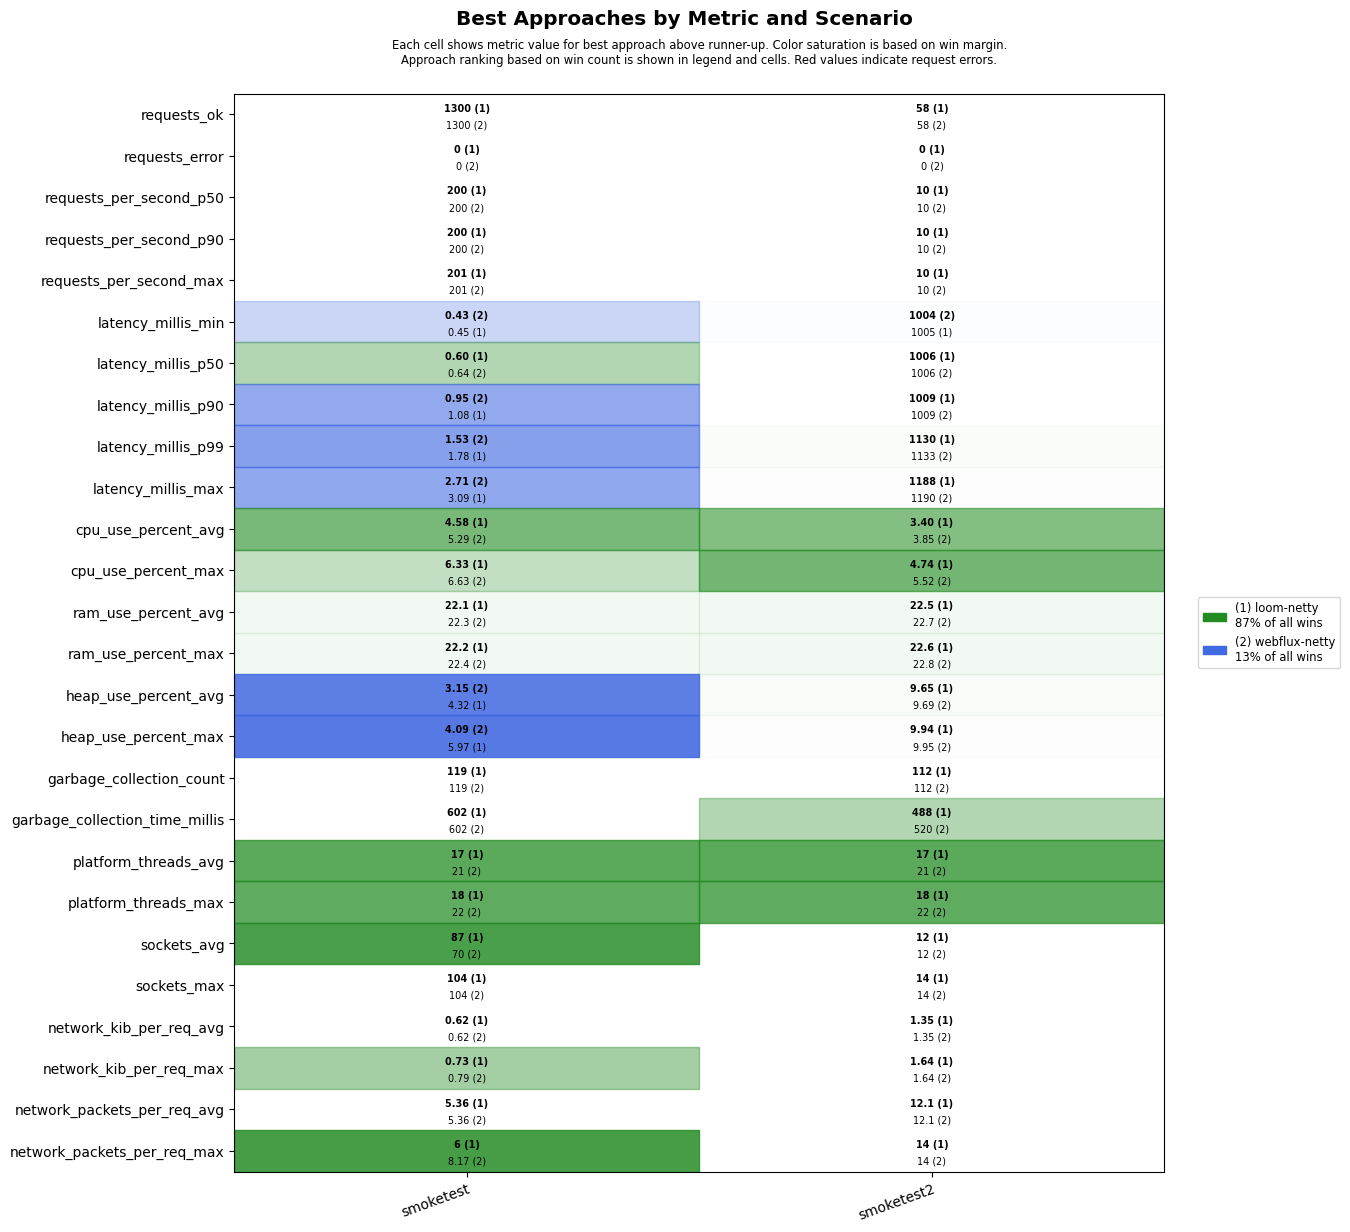 Best Approaches by Metric and Scenario
Each cell shows metric value for best approach above runner-up. Color saturation is based on win margin.
Approach ranking based on win count is shown in legend and cells. Red values indicate request errors.
requests_ok
1300 (1)
1300 (2)
58 (1)
58 (2)
requests_error
0 (1)
0 (2)
0 (1)
0 (2)
requests_per_second_p50
200 (1)
200 (2)
10 (1)
10 (2)
requests_per_second_p90
200 (1)
200 (2)
10 (1)
10 (2)
requests_per_second_max
201 (1)
201 (2)
10 (1)
10 (2)
latency_millis_min
0.43 (2)
0.45 (1)
1004 (2)
1005 (1)
latency_millis_p50
0.60 (1)
0.64 (2)
1006 (1)
1006 (2)
latency_millis_p90
0.95 (2)
1.08 (1)
1009 (1)
1009 (2)
latency_millis_p99
1.53 (2)
1.78 (1)
1130 (1)
1133 (2)
latency_millis_max
2.71 (2)
3.09 (1)
1188 (1)
1190 (2)
cpu_use_percent_avg
4.58 (1)
5.29 (2)
3.40 (1)
3.85 (2)
cpu_use_percent_max
6.33 (1)
6.63 (2)
4.74 (1)
5.52 (2)
ram_use_percent_avg
22.1 (1)
22.3 (2)
22.5 (1)
22.7 (2)
ram_use_percent_max
22.2 (1)
22.4 (2)
22.6 (1)
22.8 (2)
heap_use_percent_avg
3.15 (2)
4.32 (1)
9.65 (1)
9.69 (2)
heap_use_percent_max
4.09 (2)
5.97 (1)
9.94 (1)
9.95 (2)
garbage_collection_count
119 (1)
119 (2)
112 (1)
112 (2)
garbage_collection_time_millis
602 (1)
602 (2)
488 (1)
520 (2)
platform_threads_avg
17 (1)
21 (2)
17 (1)
21 (2)
platform_threads_max
18 (1)
22 (2)
18 (1)
22 (2)
sockets_avg
87 (1)
70 (2)
12 (1)
12 (2)
sockets_max
104 (1)
104 (2)
14 (1)
14 (2)
network_kib_per_req_avg
0.62 (1)
0.62 (2)
1.35 (1)
1.35 (2)
network_kib_per_req_max
0.73 (1)
0.79 (2)
1.64 (1)
1.64 (2)
network_packets_per_req_avg
5.36 (1)
5.36 (2)
12.1 (1)
12.1 (2)
network_packets_per_req_max
6 (1)
8.17 (2)
14 (1)
14 (2)
smoketest
smoketest2
(1) loom-netty
87% of all wins
(2) webflux-netty
13% of all wins